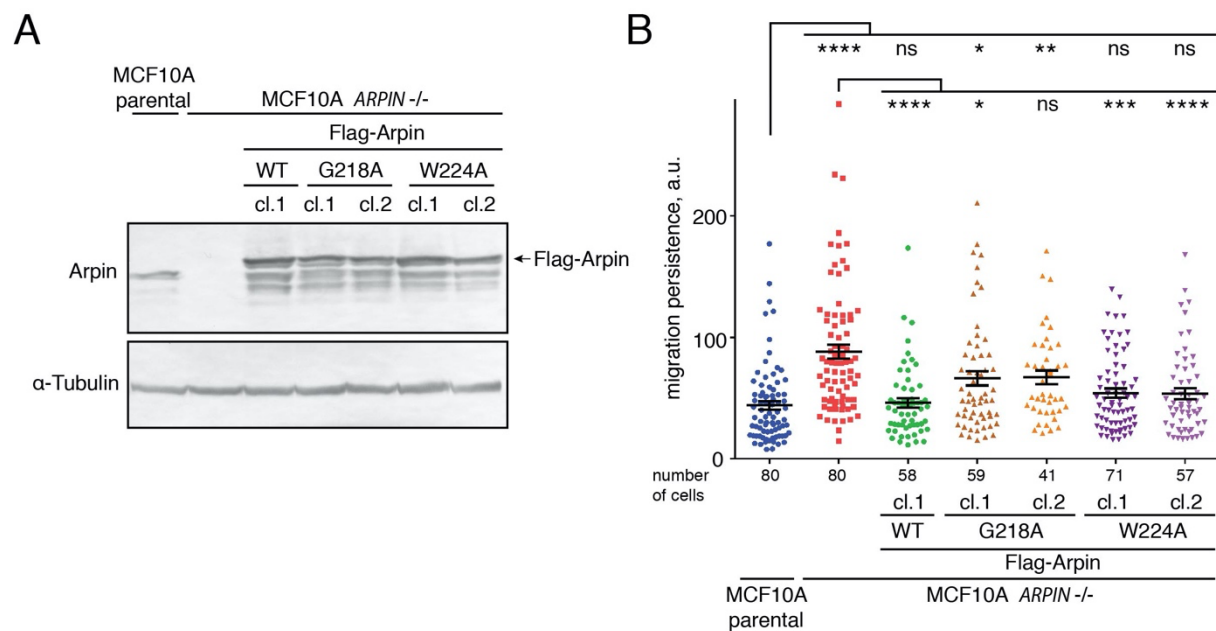 A
MCF10A
parental
MCF10A ARPIN -/-
Flag-Arpin
WT G218A W224A
cl.1 cl.1 cl.2 cl.1 cl.2
Arpin
←Flag-Arpin
α-Tubulin
B
**** ns * ** ns ns
**** * ns *** ****
migration persistence, a.u.
200
100
0
number
of cells
80 80 58 59 41 71 57
cl.1 cl.1 cl.2 cl.1 cl.2
WT G218A W224A
Flag-Arpin
MCF10A
parental
MCF10A ARPIN -/-